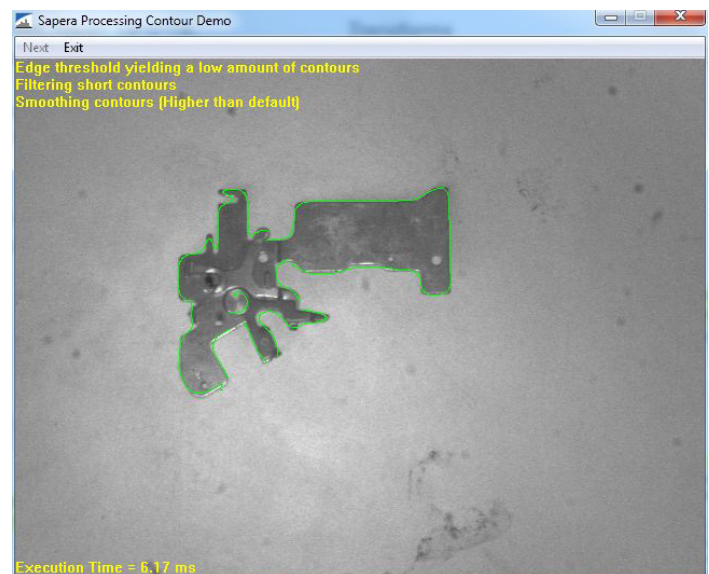 Sapera Processing Contour Demo
Next Exit
Edge threshold yielding a low amount of contours
Filtering short contours
Smoothing contours (Higher than default)
Execution Time = 6.17 ms